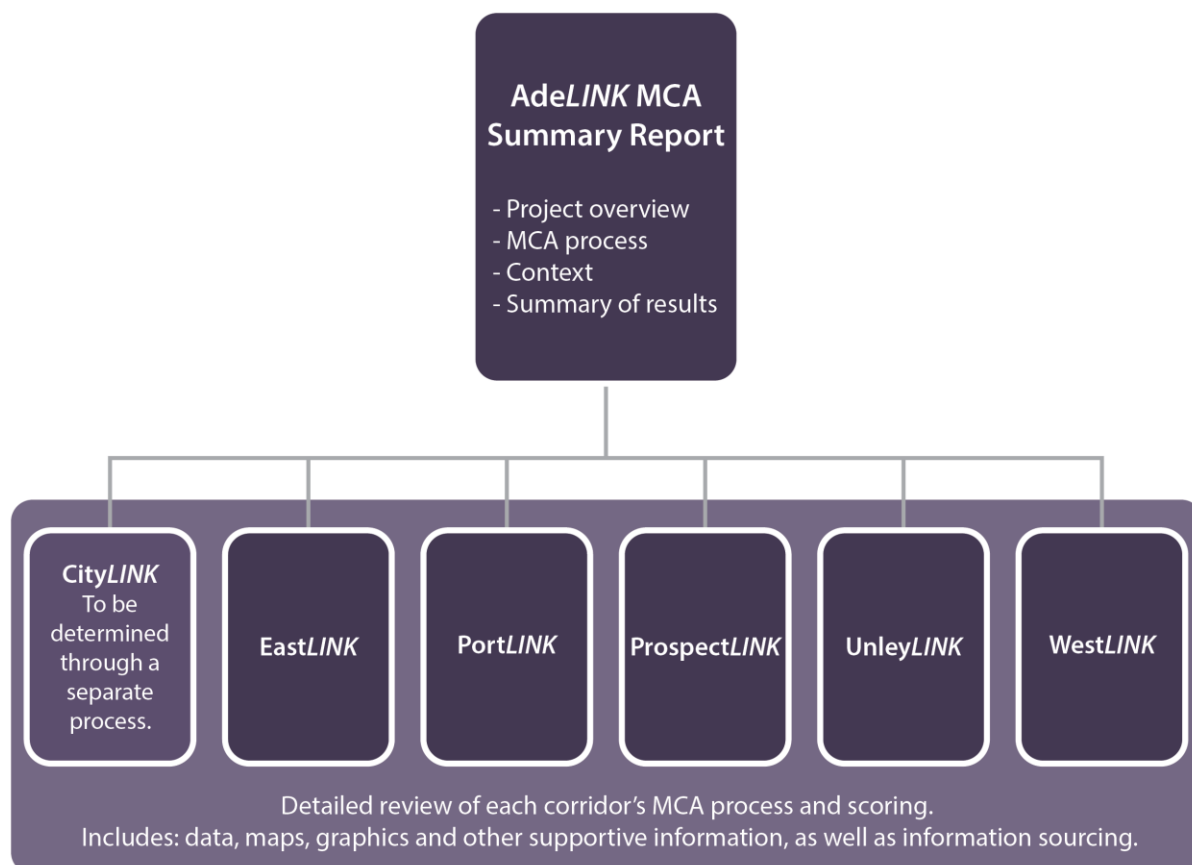 AdeLINK MCA
Summary Report
- Project overview
- MCA process
- Context
- Summary of results
CityLINK
To be
determined
through a
separate
process.
EastLINK
PortLINK
ProspectLINK
UnleyLINK
WestLINK
Detailed review of each corridor's MCA process and scoring.
Includes: data, maps, graphics and other supportive information, as well as information sourcing.